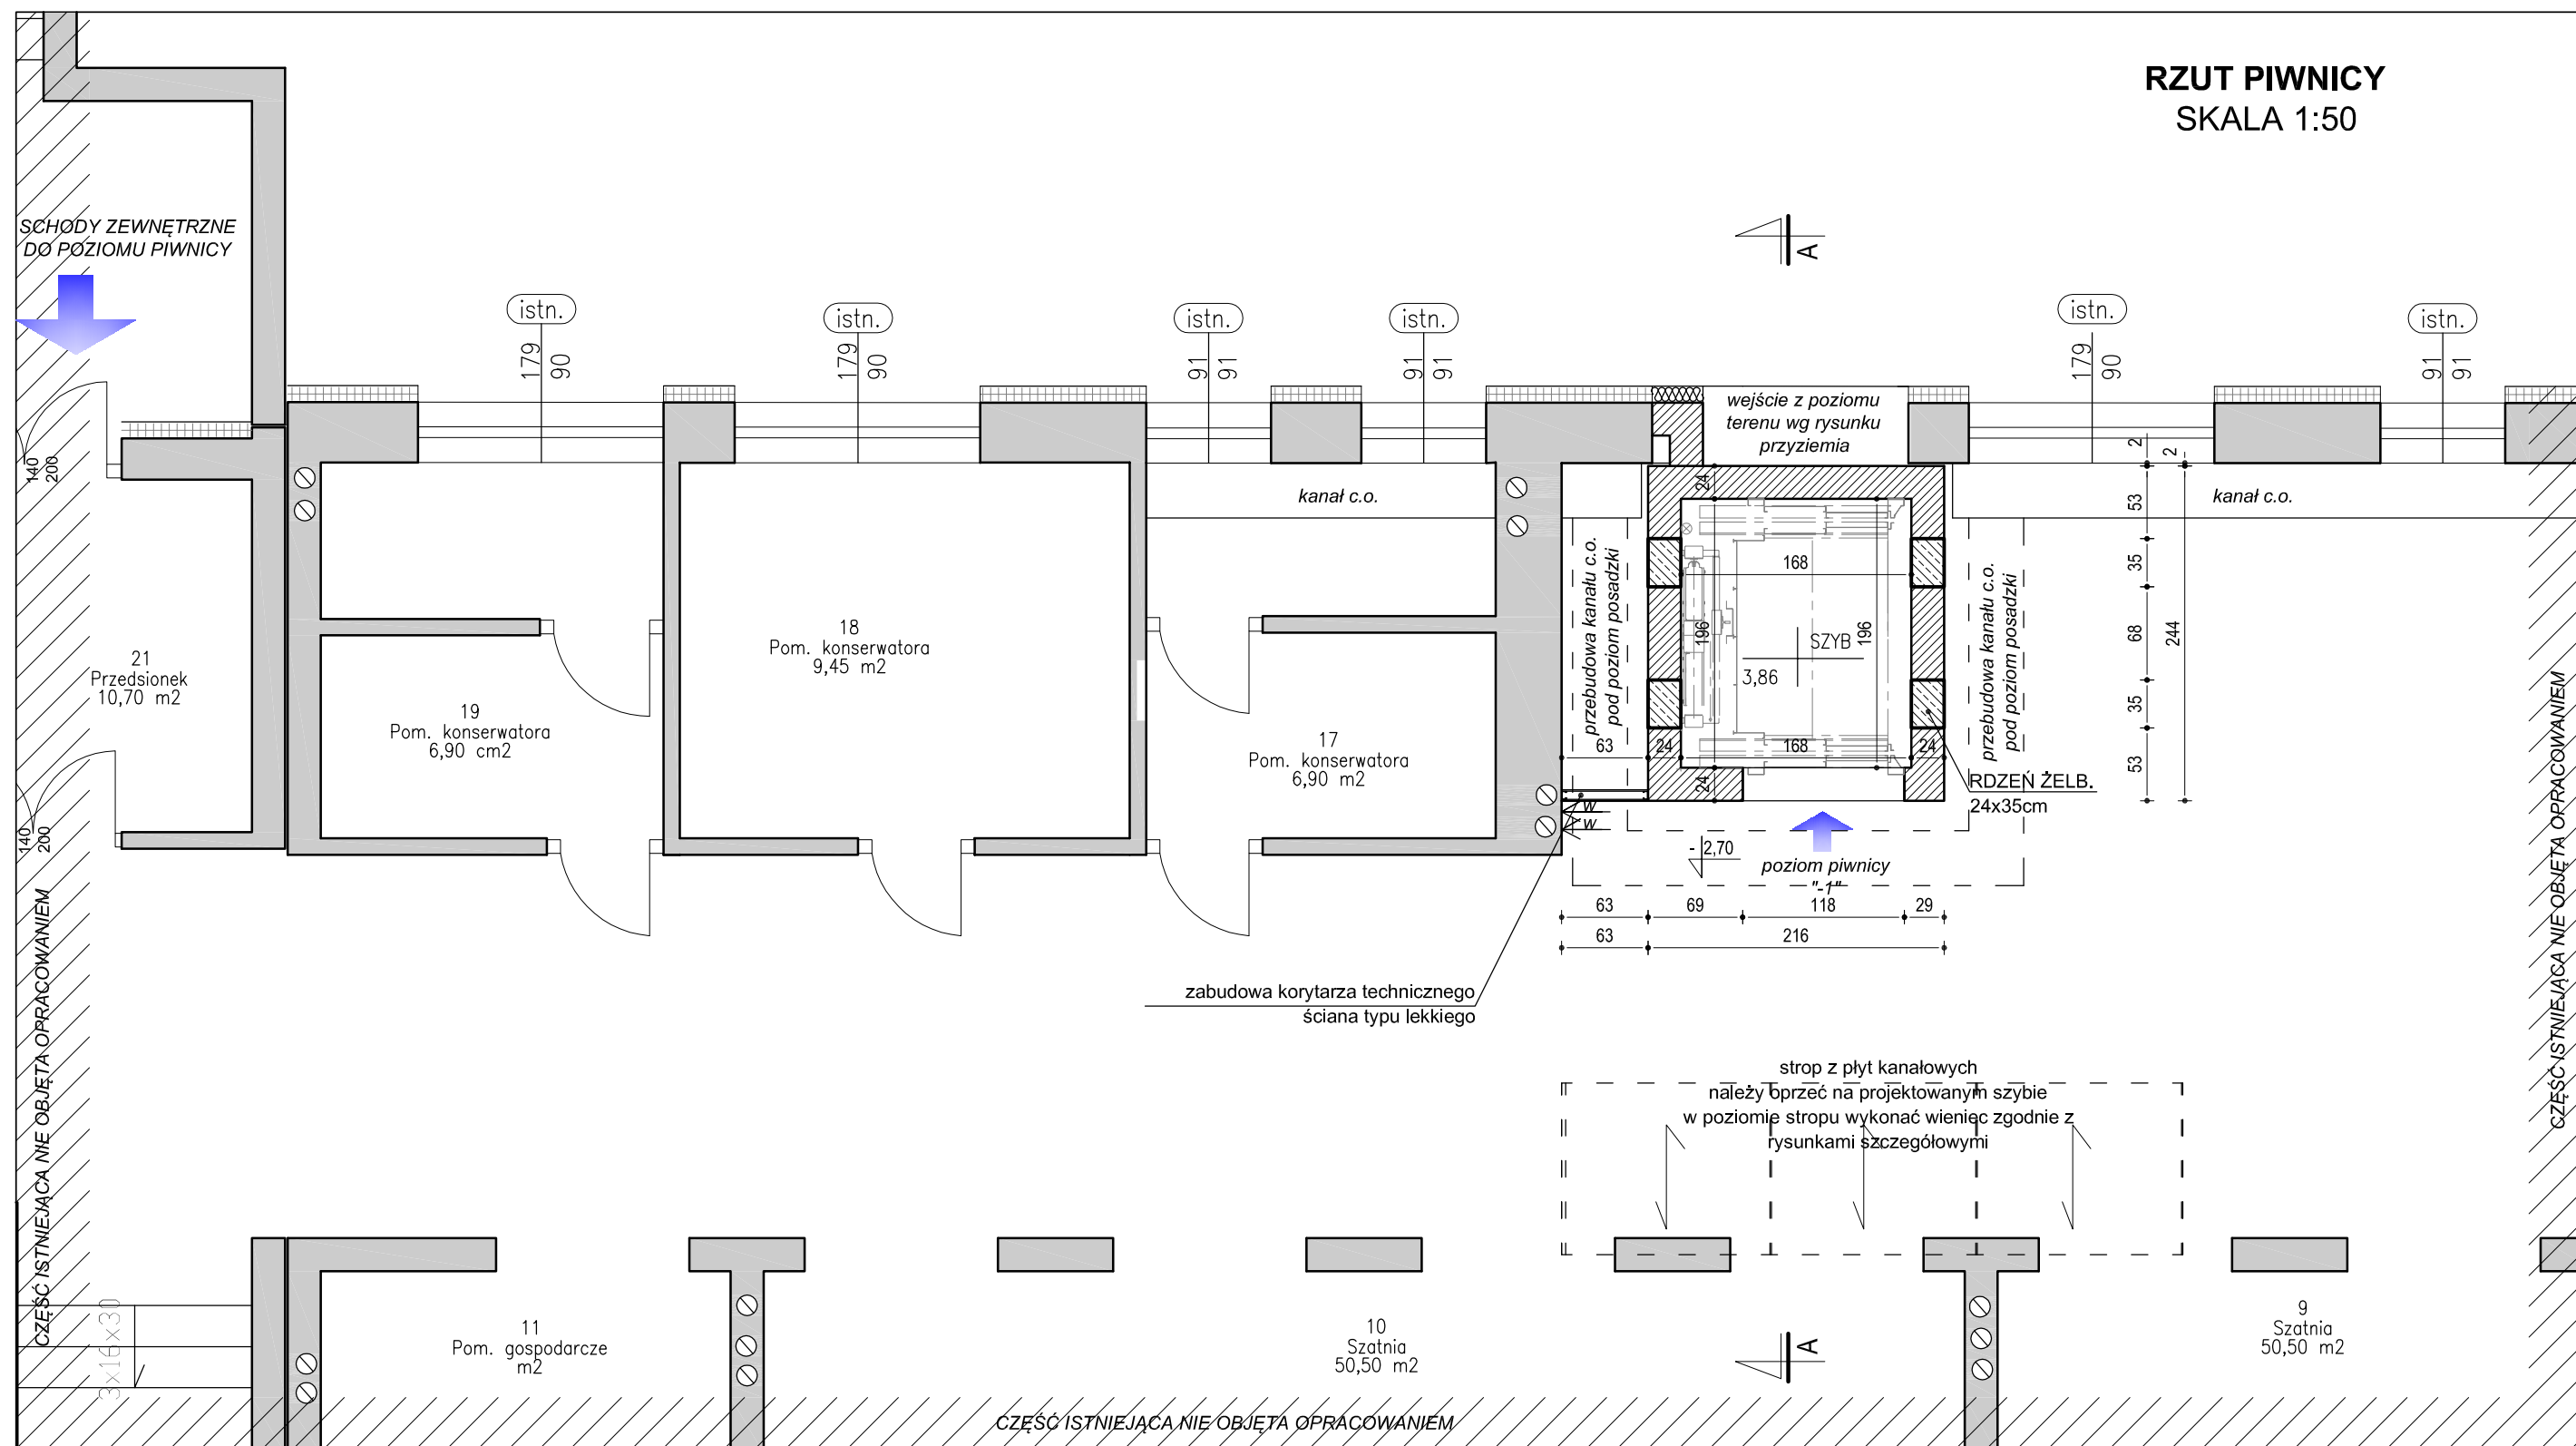 RZUT PIWNICY
SKALA 1:50
SCHODY ZEWNĘTRZNE
DO POZIOMU PIWNICY
A
istn.
179
90
istn.
179
90
istn.
91
91
istn.
91
91
istn.
179
90
istn.
91
91
wejście z poziomu
terenu wg rysunku
przyziemia
140
200
kanał c.o.
kanał c.o.
2
2
53
35
68
35
53
244
24
168
196
196
SZYB
3,86
63
24
168
24
24
przebudowa kanału c.o.
pod poziom posadzki
przebudowa kanału c.o.
pod poziom posadzki
21
Przedsionek
10,70 m2
19
Pom. konserwatora
6,90 cm2
18
Pom. konserwatora
9,45 m2
17
Pom. konserwatora
6,90 m2
RDZEŃ ŻELB.
24x35cm
w
w
140
200
- 2,70
poziom piwnicy
"-1"
63
69
118
29
63
216
zabudowa korytarza technicznego
ściana typu lekkiego
strop z płyt kanałowych
należy oprzeć na projektowanym szybie
w poziomie stropu wykonać wieniec zgodnie z
rysunkami szczegółowymi
CZĘŚĆ ISTNIEJĄCA NIE OBJĘTA OPRACOWANIEM
CZĘŚĆ ISTNIEJĄCA NIE OBJĘTA OPRACOWANIEM
3x16x30
11
Pom. gospodarcze
m2
10
Szatnia
50,50 m2
A
9
Szatnia
50,50 m2
CZĘŚĆ ISTNIEJĄCA NIE OBJĘTA OPRACOWANIEM